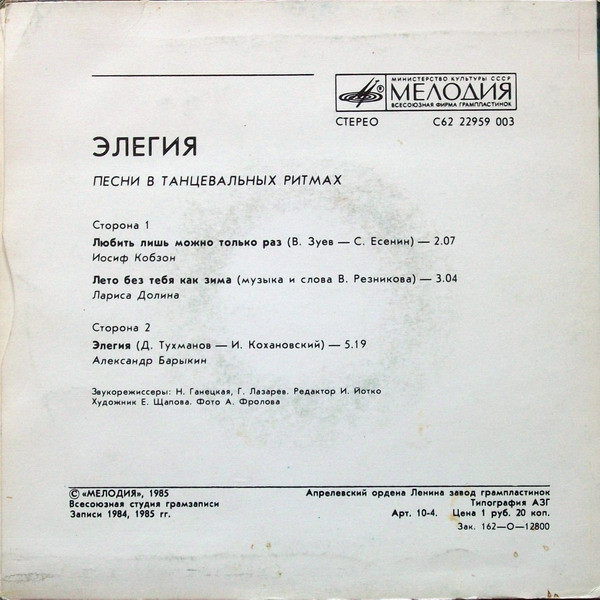 МИНИСТЕРСТВО КУЛЬТУРЫ СССР
МЕЛОДИЯ
ВСЕСОЮЗНАЯ ФИРМА ГРАМПЛАСТИНОК
СТЕРЕО С62 22959 003
ЭЛЕГИЯ
ПЕСНИ В ТАНЦЕВАЛЬНЫХ РИТМАХ
Сторона 1
Любить лишь можно только раз (В. Зуев — С. Есенин) — 2.07
Иосиф Кобзон
Лето без тебя как зима (музыка и слова В. Резникова) — 3.04
Лариса Долина
Сторона 2
Элегия (Д. Тухманов — И. Кохановский) — 5.19
Александр Барыкин
Звукорежиссеры: Н. Ганецкая, Г. Лазарев. Редактор И. Йотко
Художник Е. Щапова. Фото А. Фролова
© «МЕЛОДИЯ», 1985 Апрелевский ордена Ленина завод грампластинок
Всесоюзная студия грамзаписи Типография АЗГ
Записи 1984, 1985 гг. Арт. 10-4. Цена 1 руб. 20 коп.
Зак. 162—О—12800